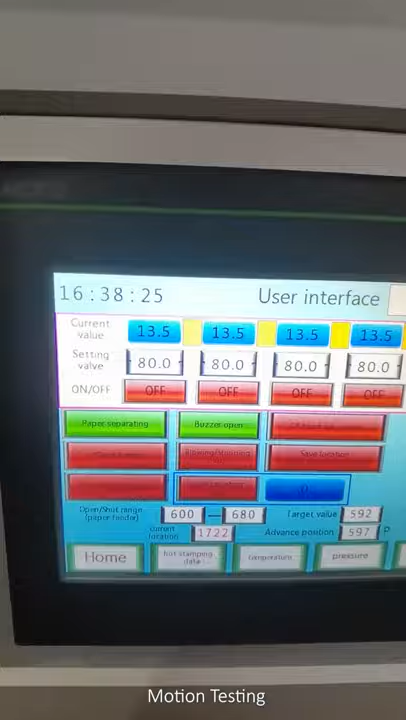 16:38:25 User interface
Current value 13.5 13.5 13.5 13.5
Setting valve 80.0 80.0 80.0 80.0
ON/OFF OFF OFF OFF OFF
Paper separating Buzzer open
Save location
Open/Shut range (paper feeder) 600 — 680 Target value 592
current location 1722 Advance position 597 P
Home hot stamping data temperature pressure
Motion Testing